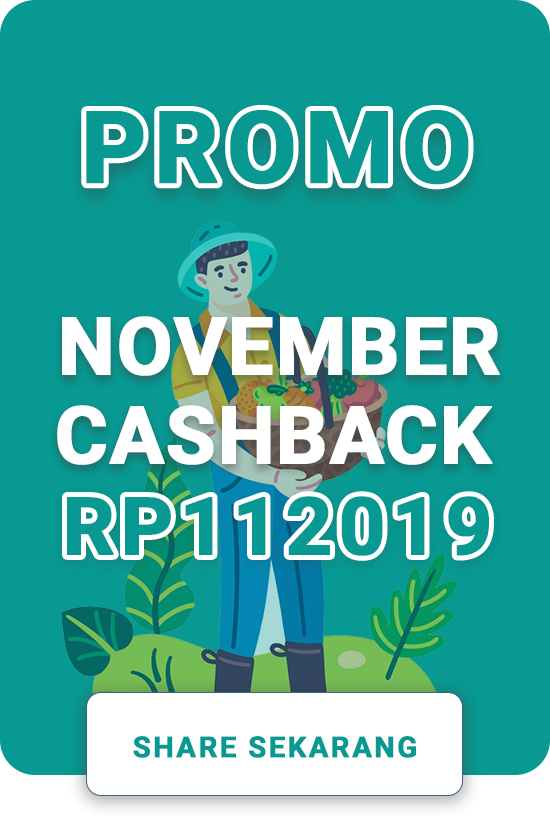 PROMO
NOVEMBER
CASHBACK
RP112019
SHARE SEKARANG